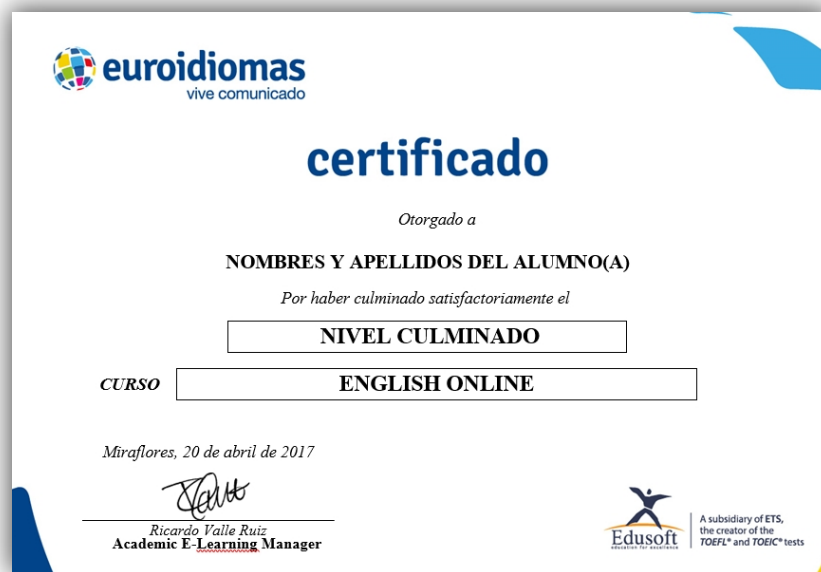 euroidiomas
vive comunicado
certificado
Otorgado a
NOMBRES Y APELLIDOS DEL ALUMNO(A)
Por haber culminado satisfactoriamente el
NIVEL CULMINADO
CURSO ENGLISH ONLINE
Miraflores, 20 de abril de 2017
Ricardo Valle Ruiz
Academic E-Learning Manager
Edusoft
education for excellence
A subsidiary of ETS,
the creator of the
TOEFL® and TOEIC® tests